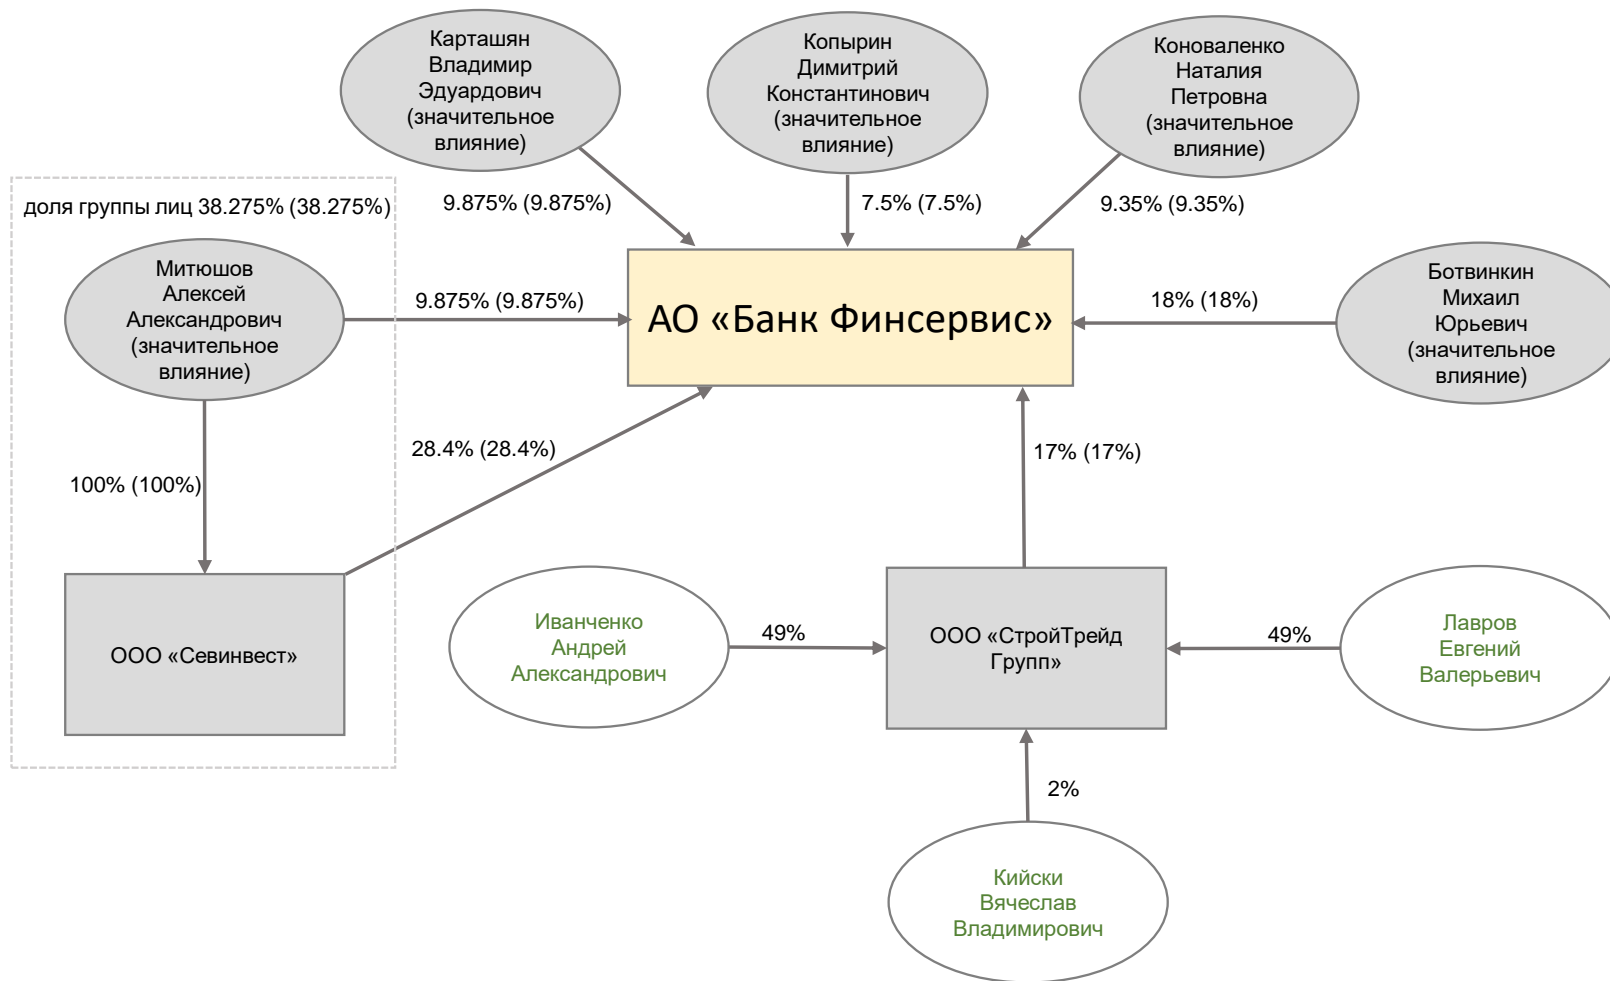 Карташян
Владимир
Эдуардович
(значительное
влияние)
Копырин
Димитрий
Константинович
(значительное
влияние)
Коноваленко
Наталия
Петровна
(значительное
влияние)
9.875% (9.875%)
7.5% (7.5%)
9.35% (9.35%)
доля группы лиц 38.275% (38.275%)
Митюшов
Алексей
Александрович
(значительное
влияние)
9.875% (9.875%)
АО «Банк Финсервис»
18% (18%)
Ботвинкин
Михаил
Юрьевич
(значительное
влияние)
28.4% (28.4%)
17% (17%)
100% (100%)
ООО «Севинвест»
Иванченко
Андрей
Александрович
49%
ООО «СтройТрейд
Групп»
49%
Лавров
Евгений
Валерьевич
2%
Кийски
Вячеслав
Владимирович